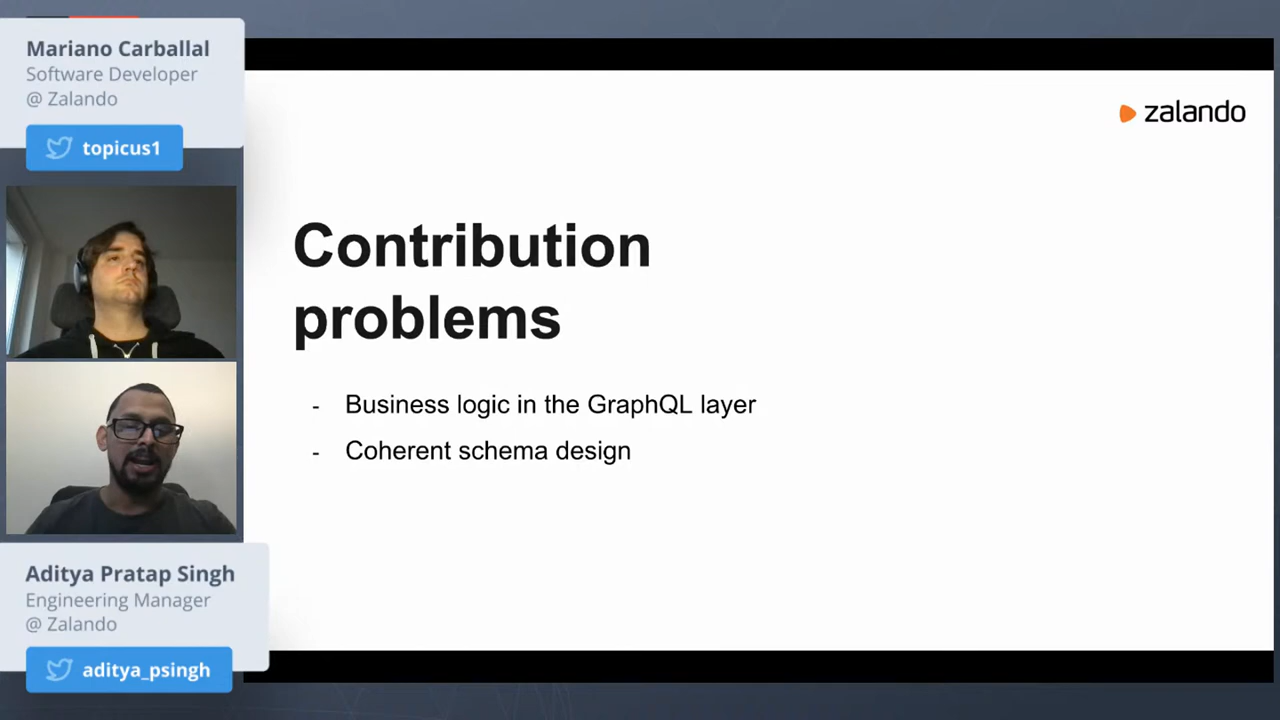 Mariano Carballal
Software Developer
@ Zalando
topicus1
Aditya Pratap Singh
Engineering Manager
@ Zalando
aditya_psingh
zalando
Contribution
problems
- Business logic in the GraphQL layer
- Coherent schema design